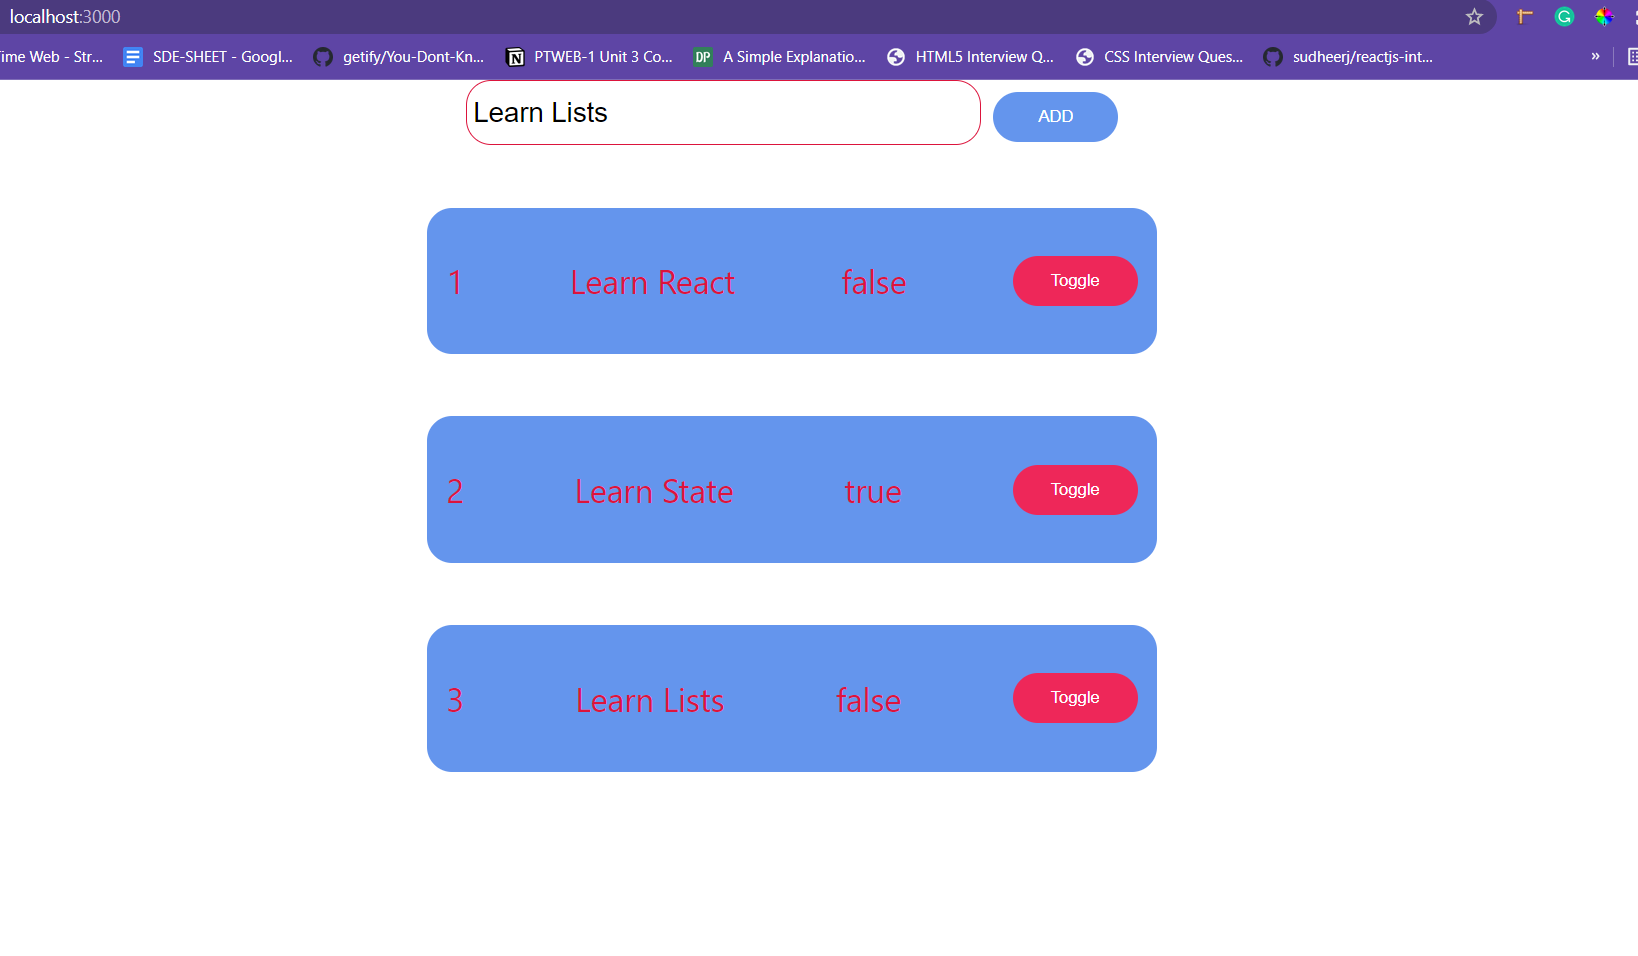 localhost:3000
ime Web - Str... SDE-SHEET - Googl... getify/You-Dont-Kn... PTWEB-1 Unit 3 Co... DP A Simple Explanatio... HTML5 Interview Q... CSS Interview Ques... sudheerj/reactjs-int... »
Learn Lists ADD
1 Learn React false Toggle
2 Learn State true Toggle
3 Learn Lists false Toggle